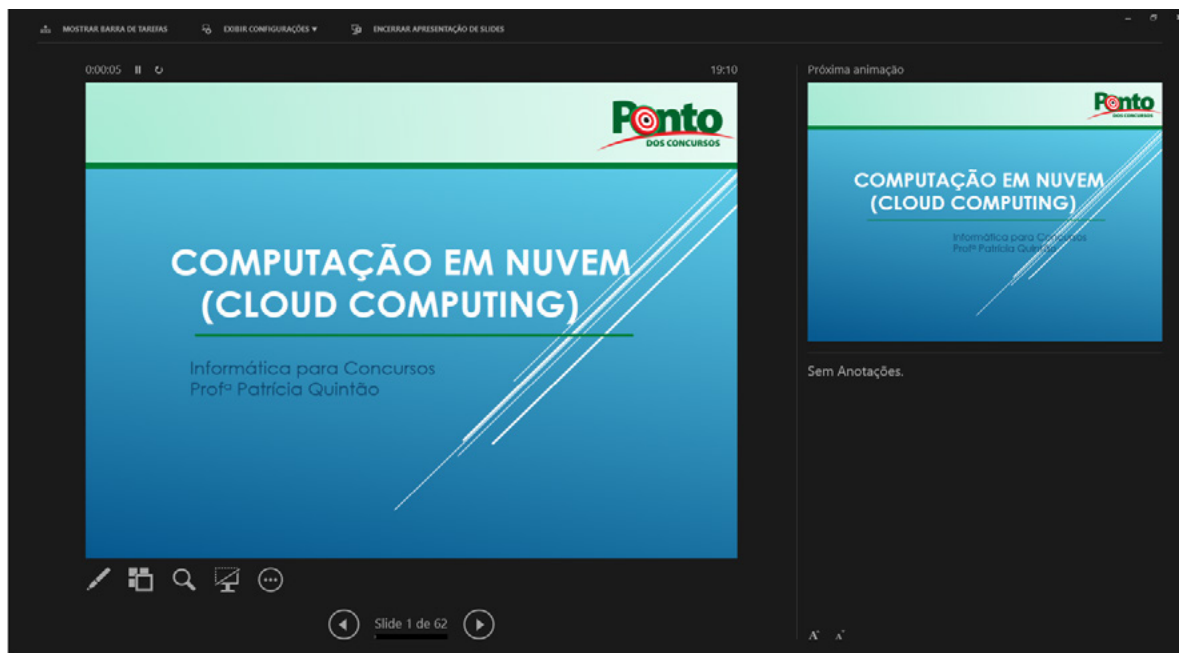 MOSTRAR BARRA DE TAREFAS
EXIBIR CONFIGURAÇÕES ▼
ENCERRAR APRESENTAÇÃO DE SLIDES
0:00:05
19:10
Próxima animação
Ponto
DOS CONCURSOS
COMPUTAÇÃO EM NUVEM
(CLOUD COMPUTING)
Informática para Concursos
Profª Patrícia Quintão
Ponto
DOS CONCURSOS
COMPUTAÇÃO EM NUVEM
(CLOUD COMPUTING)
Informática para Concursos
Profª Patrícia Quintão
Sem Anotações.
Slide 1 de 62
A A